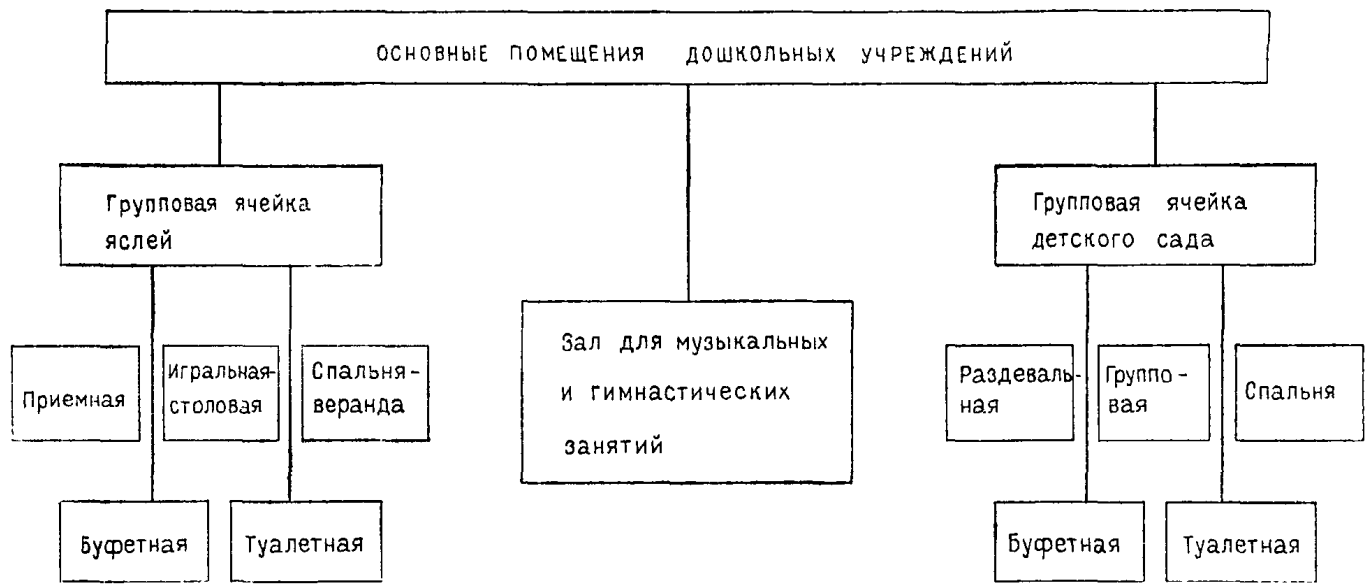 ОСНОВНЫЕ ПОМЕЩЕНИЯ ДОШКОЛЬНЫХ УЧРЕЖДЕНИЙ
Групповая ячейка
яслей
Групповая ячейка
детского сада
Зал для музыкальных
и гимностических
занятий
Приемная
Игральная-
столовая
Спальня-
веранда
Раздеваль-
ная
Группо-
вая
Спальня
Буфетная
Туалетная
Буфетная
Туалетная